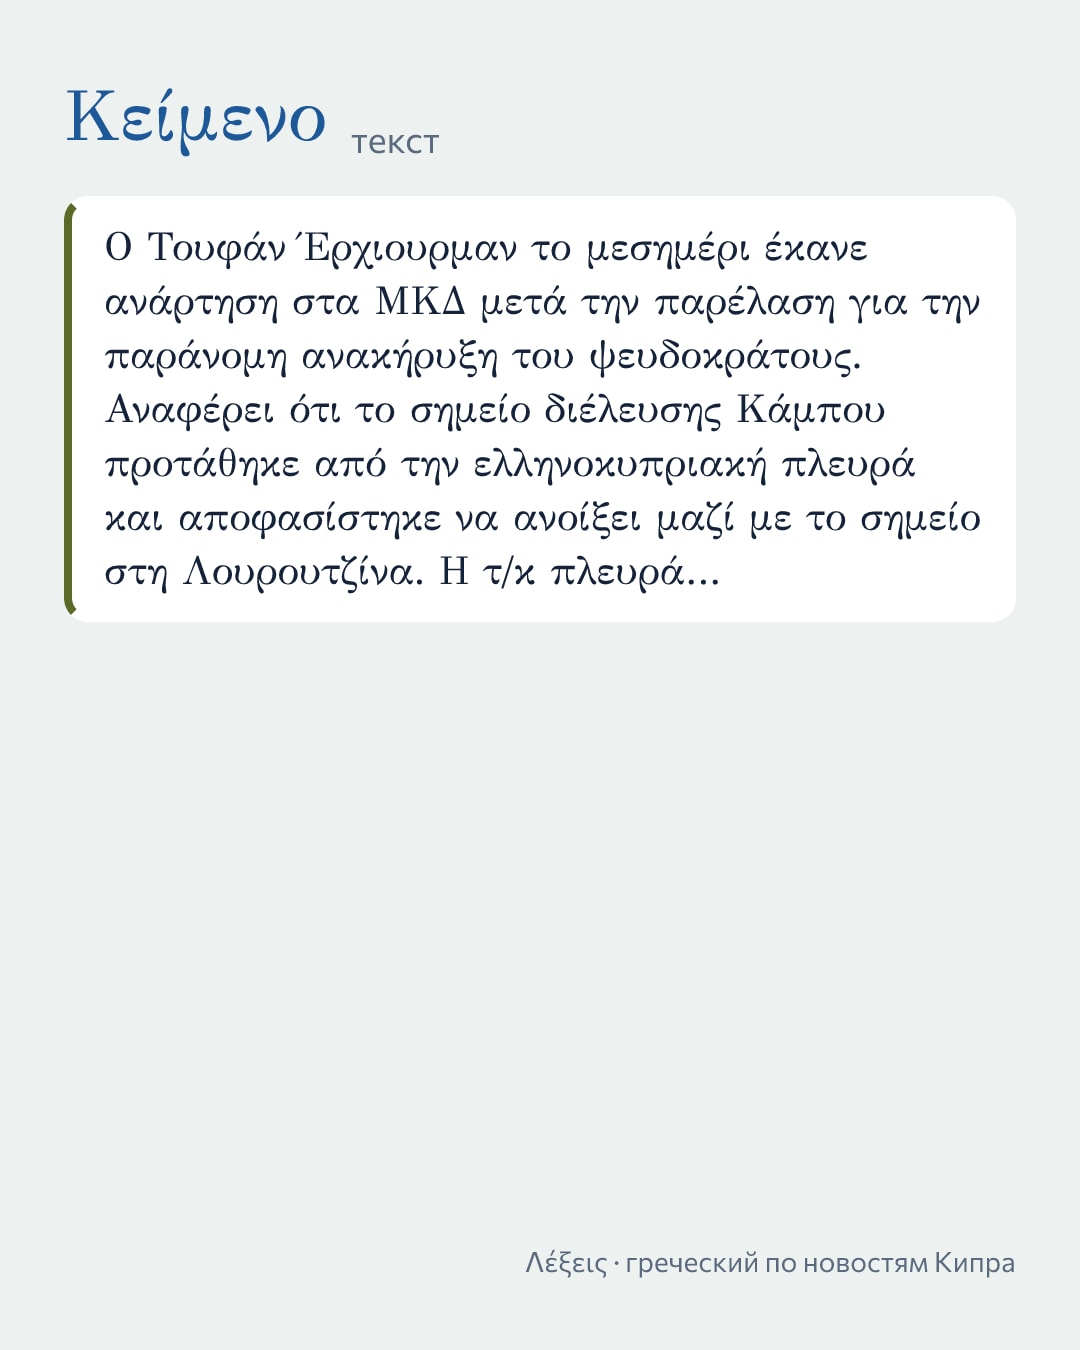 Κείμενο текст
Ο Τουφάν Έρχιουρμαν το μεσημέρι έκανε
ανάρτηση στα ΜΚΔ μετά την παρέλαση για την
παράνομη ανακήρυξη του ψευδοκράτους.
Αναφέρει ότι το σημείο διέλευσης Κάμπου
προτάθηκε από την ελληνοκυπριακή πλευρά
και αποφασίστηκε να ανοίξει μαζί με το σημείο
στη Λουρουτζίνα. Η τ/κ πλευρά...
Λέξεις · греческий по новостям Кипра